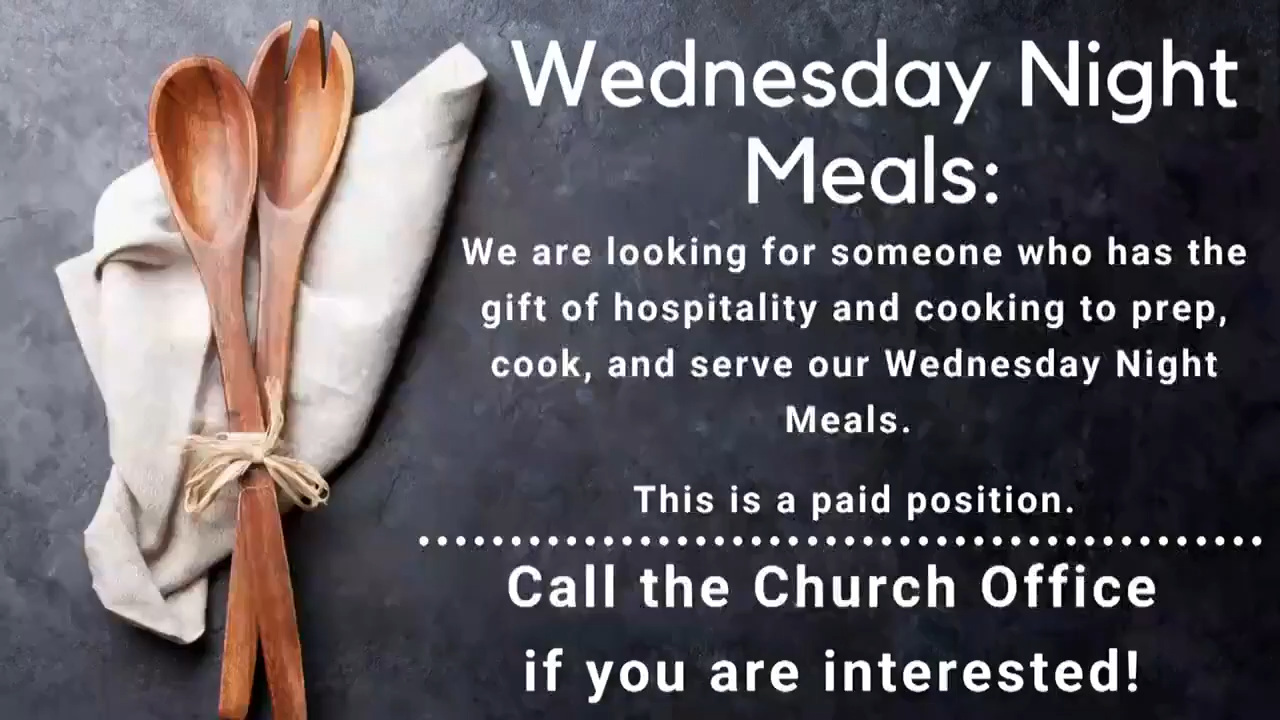 Wednesday Night
Meals:
We are looking for someone who has the
gift of hospitality and cooking to prep,
cook, and serve our Wednesday Night
Meals.
This is a paid position.
Call the Church Office
if you are interested!